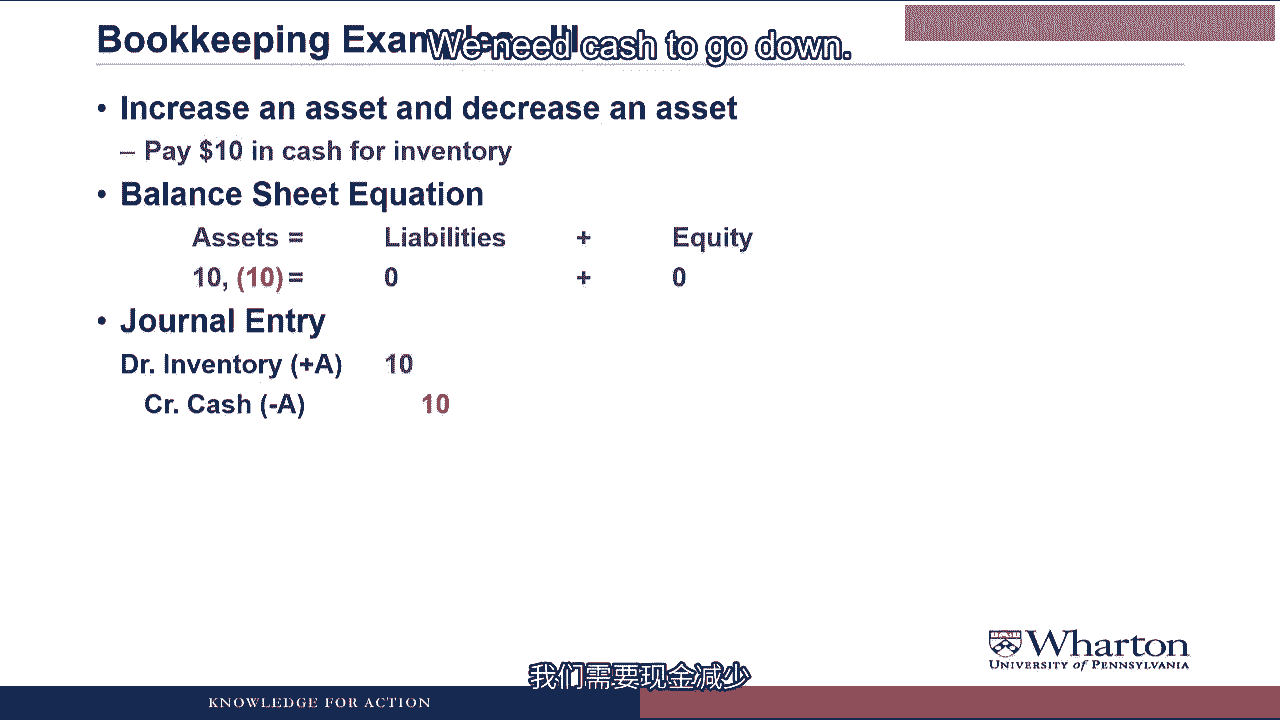 Bookkeeping Examples - III
We need cash to go down.
• Increase an asset and decrease an asset
– Pay $10 in cash for inventory
• Balance Sheet Equation
Assets = Liabilities + Equity
10, (10) = 0 + 0
• Journal Entry
Dr. Inventory (+A) 10
Cr. Cash (-A) 10
Wharton
UNIVERSITY of PENNSYLVANIA
我们需要现金减少
KNOWLEDGE FOR ACTION